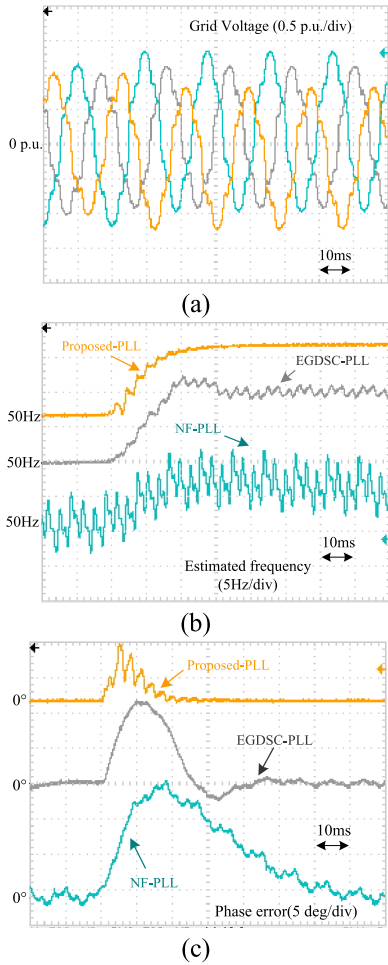 Grid Voltage (0.5 p.u./div)
0 p.u.
10ms
(a)
Proposed-PLL
EGDSC-PLL
50Hz
NF-PLL
50Hz
50Hz
10ms
Estimated frequency
(5Hz/div)
(b)
Proposed-PLL
0°
EGDSC-PLL
0°
10ms
NF-PLL
0°
Phase error(5 deg/div)
(c)